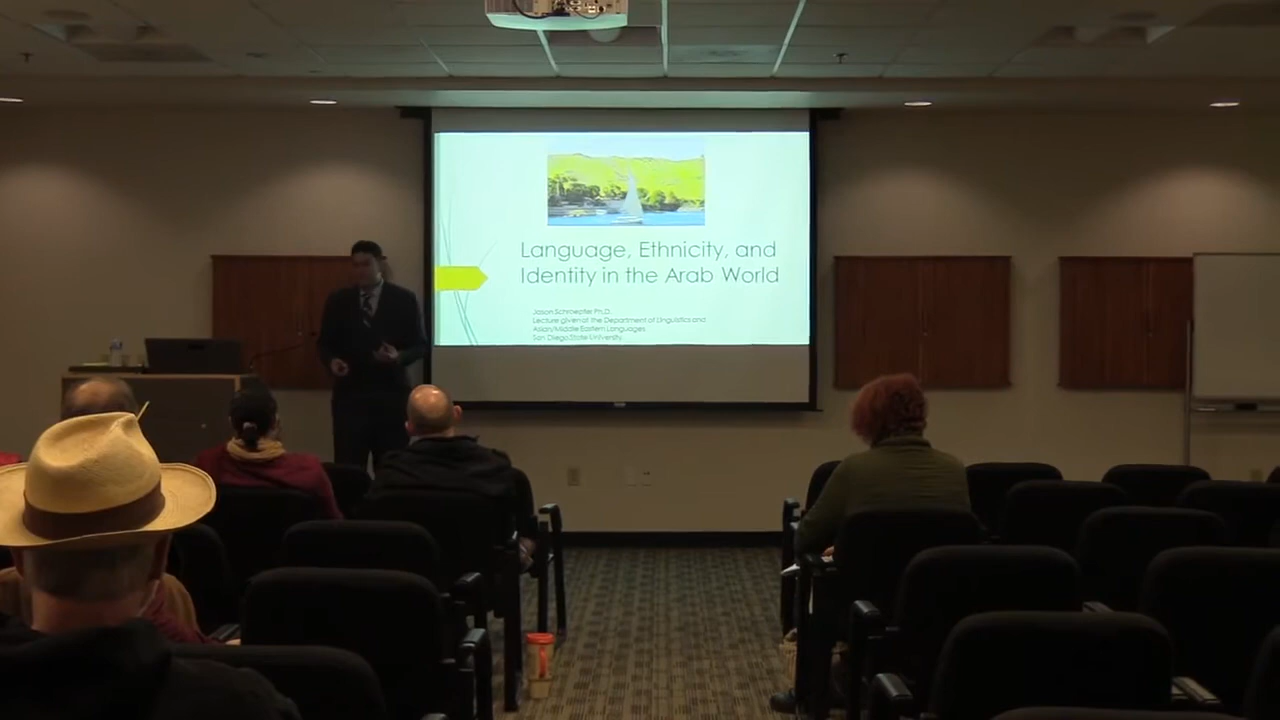 Language, Ethnicity, and
Identity in the Arab World
Jason Schroepfer, Ph.D.
Lecture given at the Department of Linguistics and
Asian/Middle Eastern Languages
San Diego State University